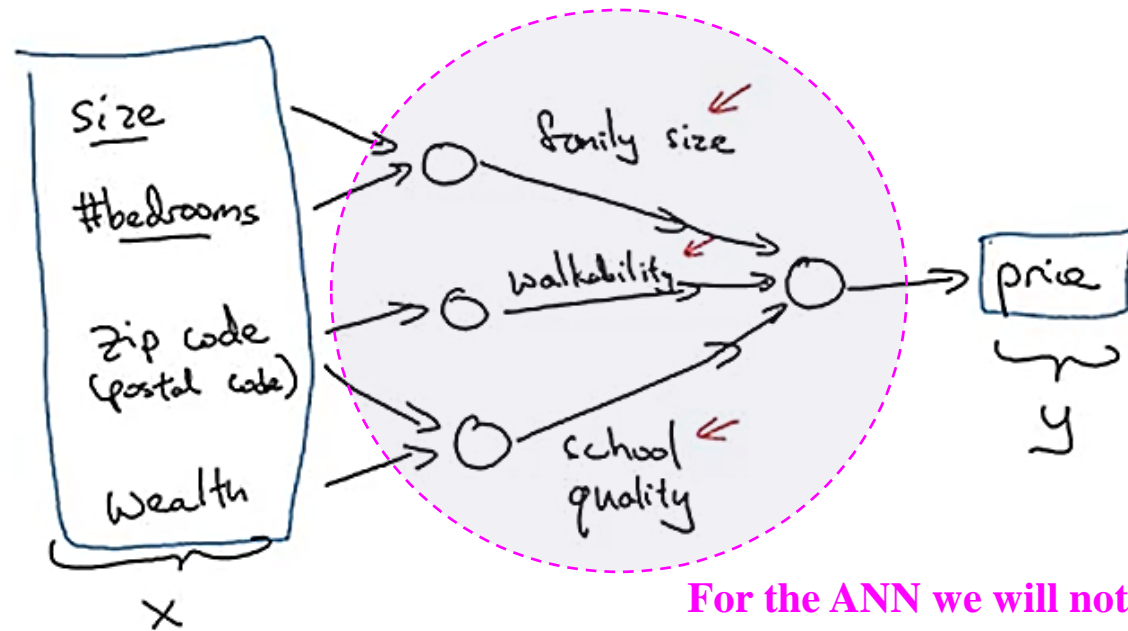 size
family size
#bedrooms
walkability
price
zip code
(postal code)
y
school
quality
wealth
x
For the ANN we will not